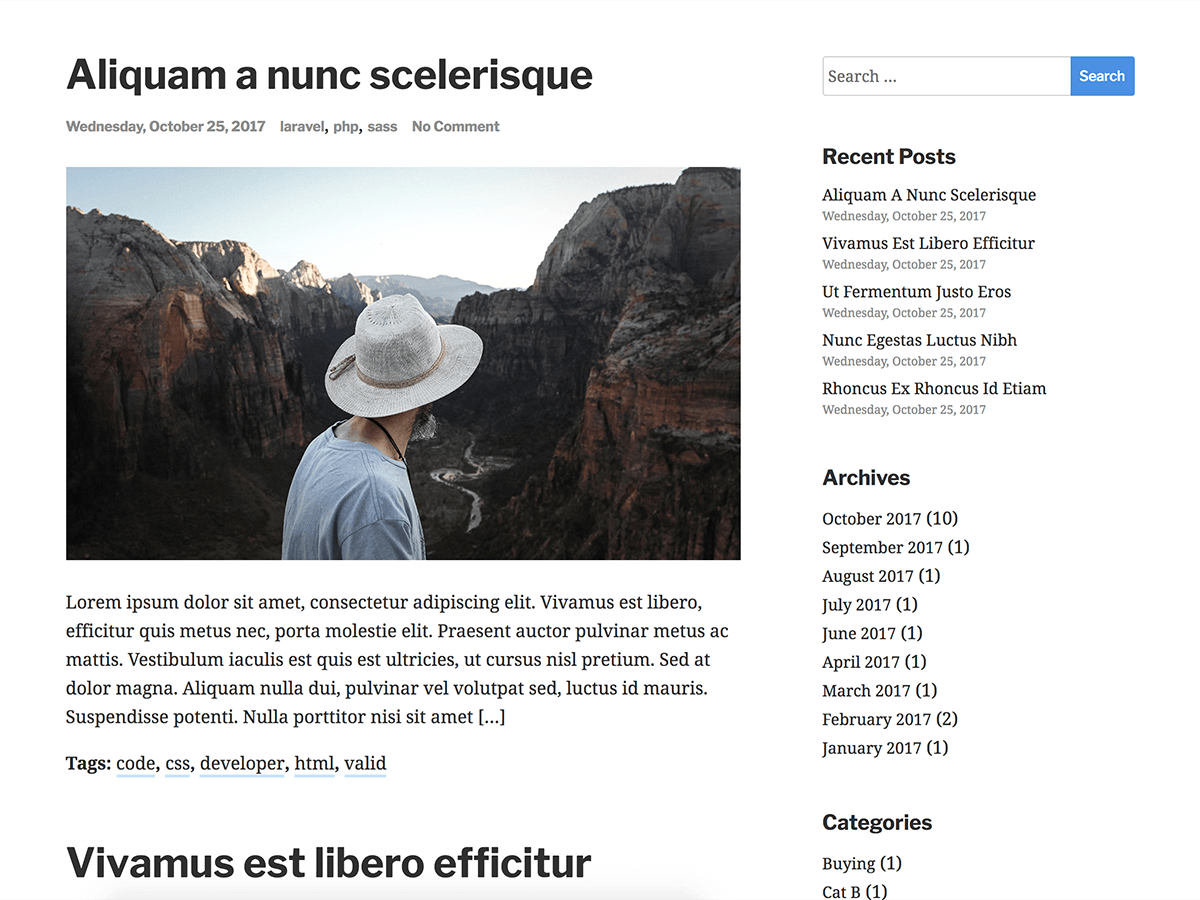 Aliquam a nunc scelerisque
Wednesday, October 25, 2017 laravel, php, sass No Comment
Lorem ipsum dolor sit amet, consectetur adipiscing elit. Vivamus est libero,
efficitur quis metus nec, porta molestie elit. Praesent auctor pulvinar metus ac
mattis. Vestibulum iaculis est quis est ultricies, ut cursus nisl pretium. Sed at
dolor magna. Aliquam nulla dui, pulvinar vel volutpat sed, luctus id mauris.
Suspendisse potenti. Nulla porttitor nisi sit amet [...]
Tags: code, css, developer, html, valid
Vivamus est libero efficitur
Search ... Search
Recent Posts
Aliquam A Nunc Scelerisque
Wednesday, October 25, 2017
Vivamus Est Libero Efficitur
Wednesday, October 25, 2017
Ut Fermentum Justo Eros
Wednesday, October 25, 2017
Nunc Egestas Luctus Nibh
Wednesday, October 25, 2017
Rhoncus Ex Rhoncus Id Etiam
Wednesday, October 25, 2017
Archives
October 2017 (10)
September 2017 (1)
August 2017 (1)
July 2017 (1)
June 2017 (1)
April 2017 (1)
March 2017 (1)
February 2017 (2)
January 2017 (1)
Categories
Buying (1)
Cat B (1)